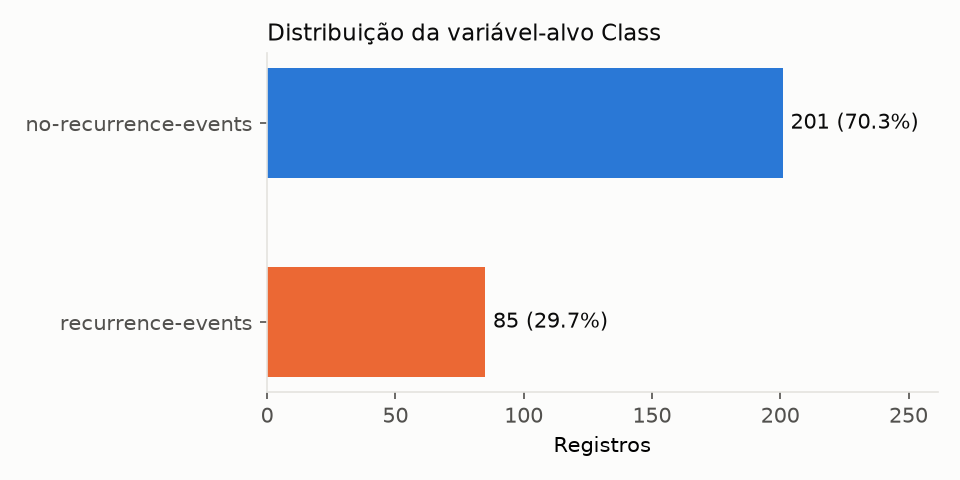 Distribuição da variável-alvo Class
no-recurrence-events
201 (70.3%)
recurrence-events
85 (29.7%)
0 50 100 150 200 250
Registros